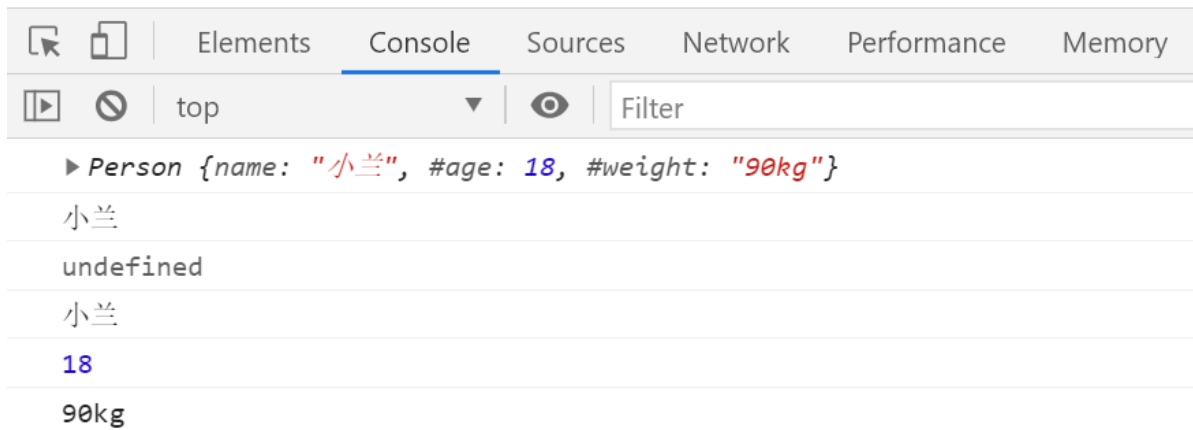 Elements Console Sources Network Performance Memory
top Filter
Person {name: "小兰", #age: 18, #weight: "90kg"}
小兰
undefined
小兰
18
90kg